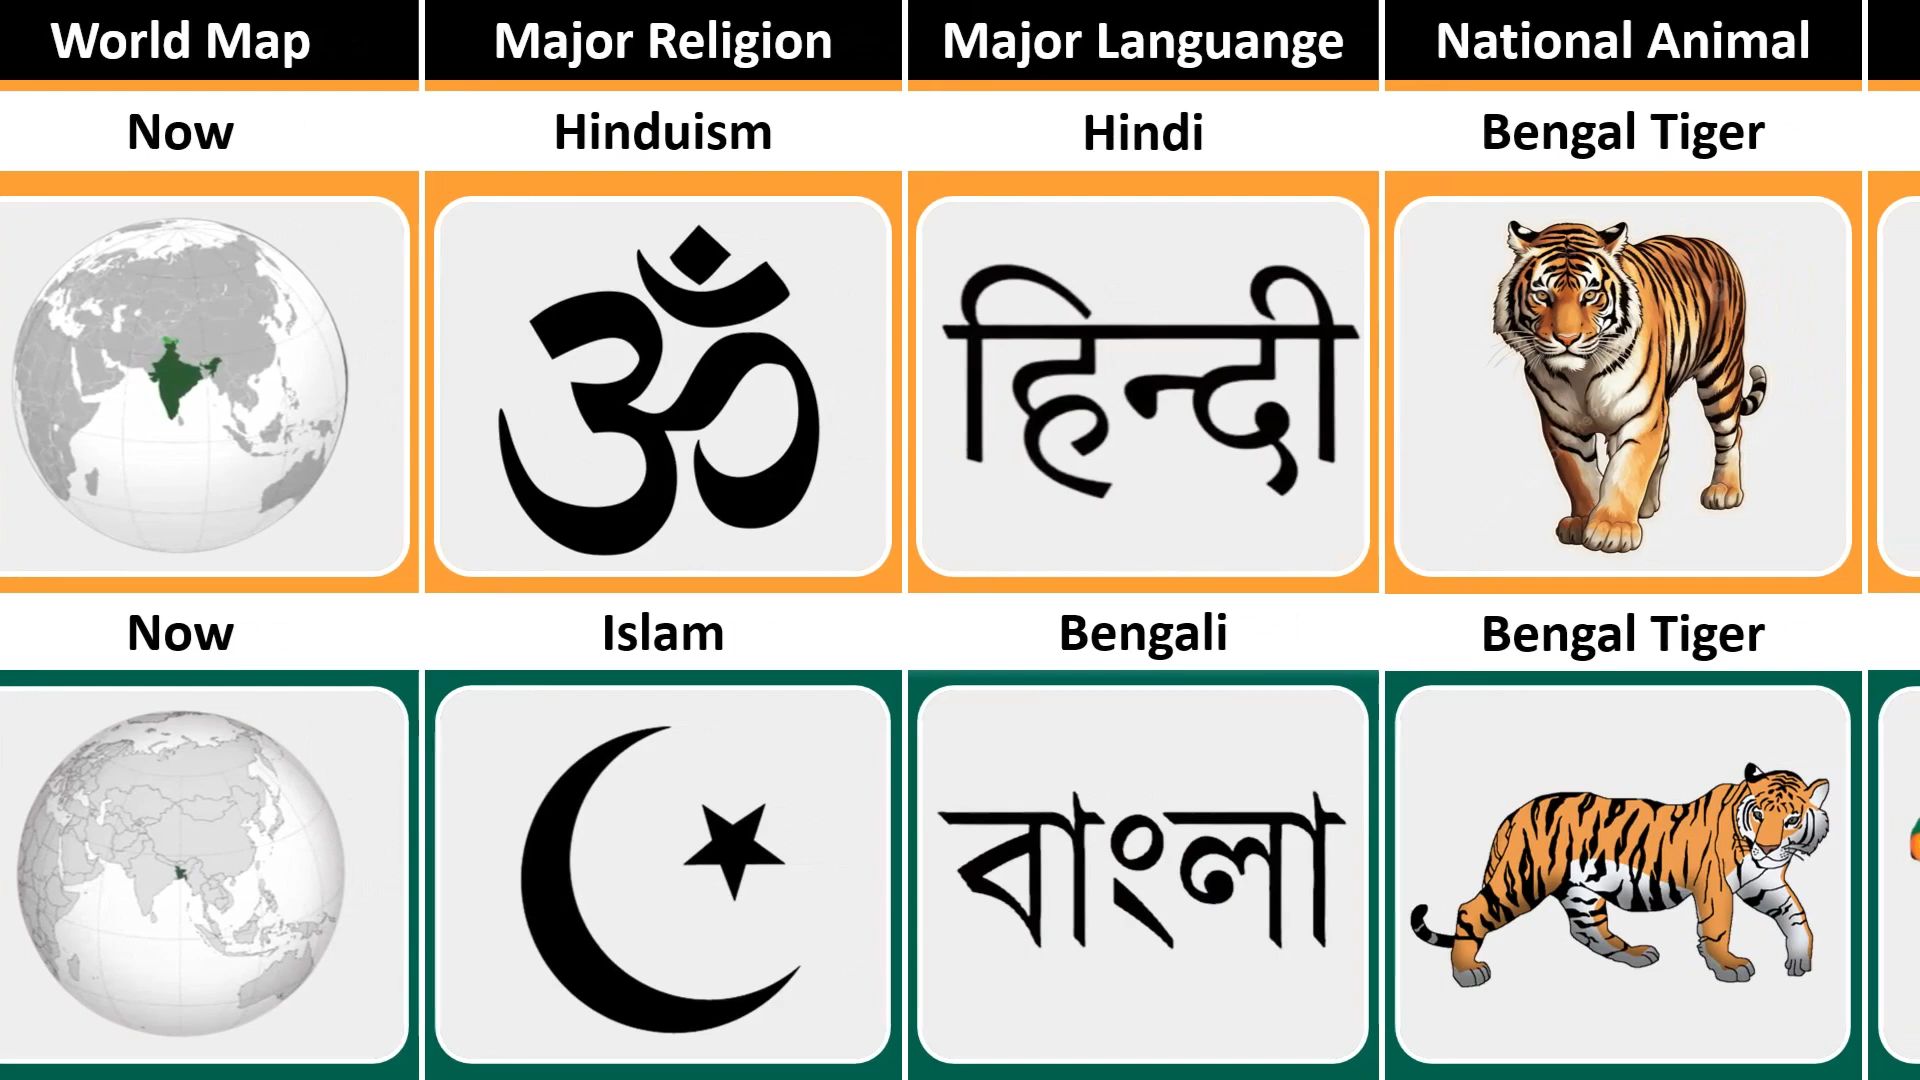 World Map
Major Religion
Major Languange
National Animal
Now
Hinduism
Hindi
Bengal Tiger
हिन्दी
Now
Islam
Bengali
Bengal Tiger
বাংলা